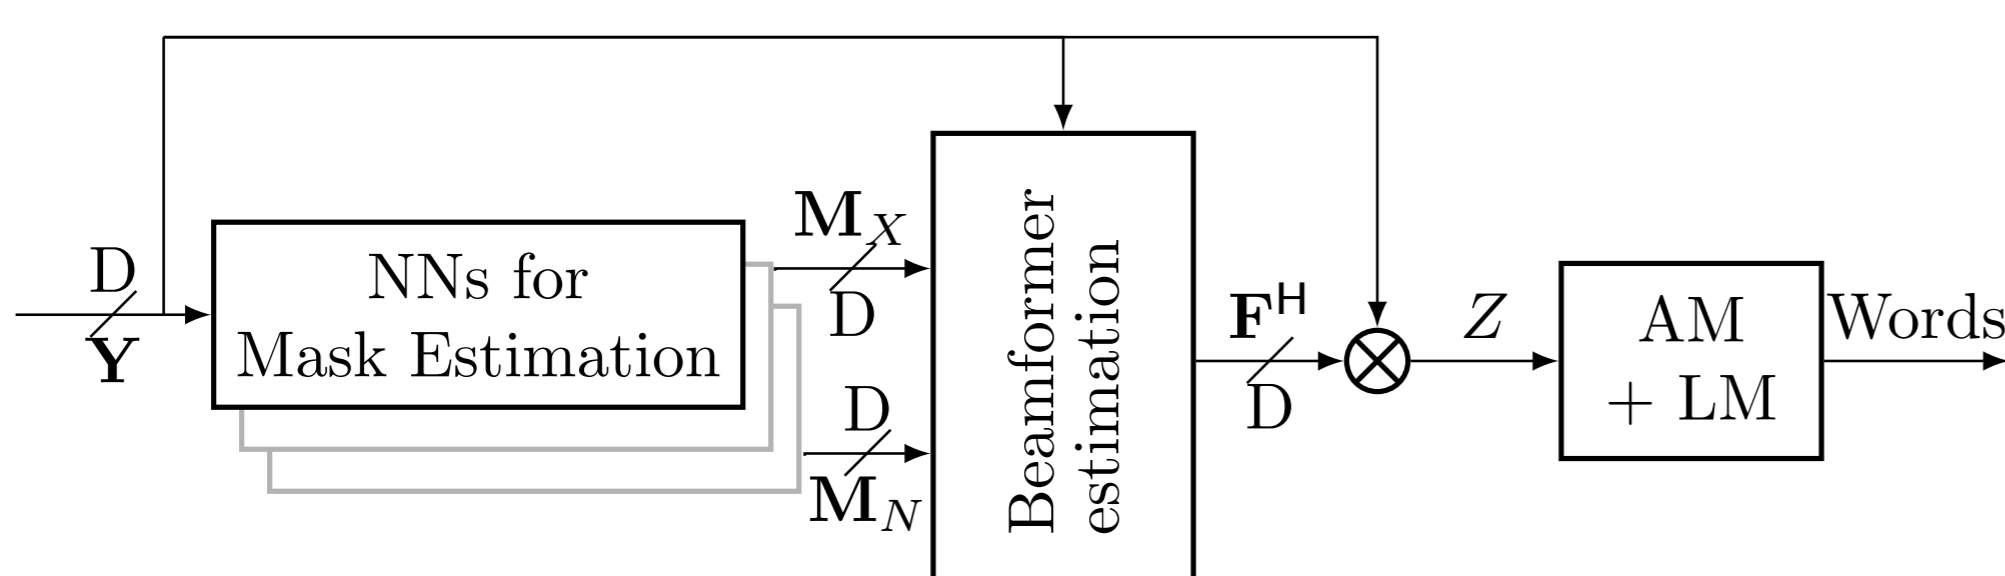 D
Y
NNs for
Mask Estimation
M_X
D
D
M_N
Beamformer
estimation
F^H
D
Z
AM
+ LM
Words